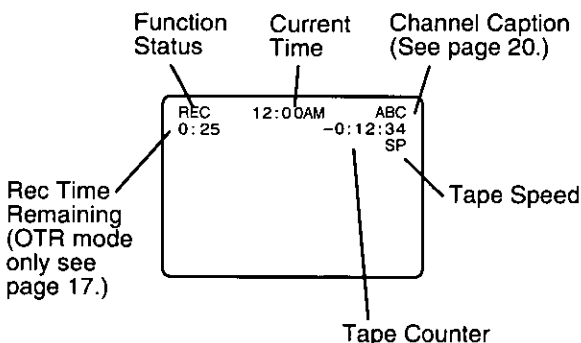 Function
Status
Current
Time
Channel Caption
(See page 20.)
REC 12:00AM ABC
0:25 -0:12:34
SP
Rec Time
Remaining
(OTR mode
only see
page 17.)
Tape Speed
Tape Counter